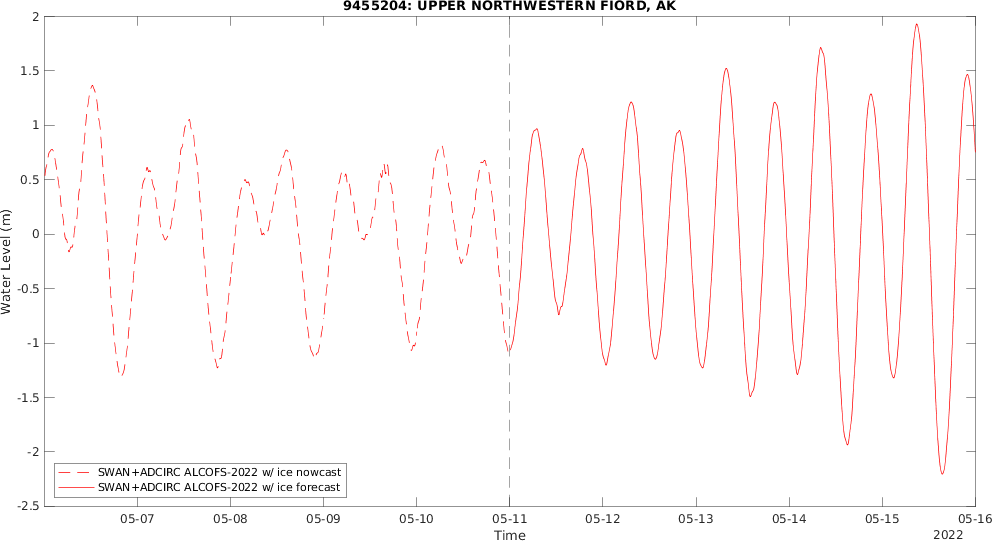 9455204: UPPER NORTHWESTERN FIORD, AK
2
1.5
1
0.5
0
-0.5
-1
-1.5
-2
-2.5
Water Level (m)
SWAN+ADCIRC ALCOFS-2022 w/ ice nowcast
SWAN+ADCIRC ALCOFS-2022 w/ ice forecast
05-07 05-08 05-09 05-10 05-11 05-12 05-13 05-14 05-15 05-16
Time
2022